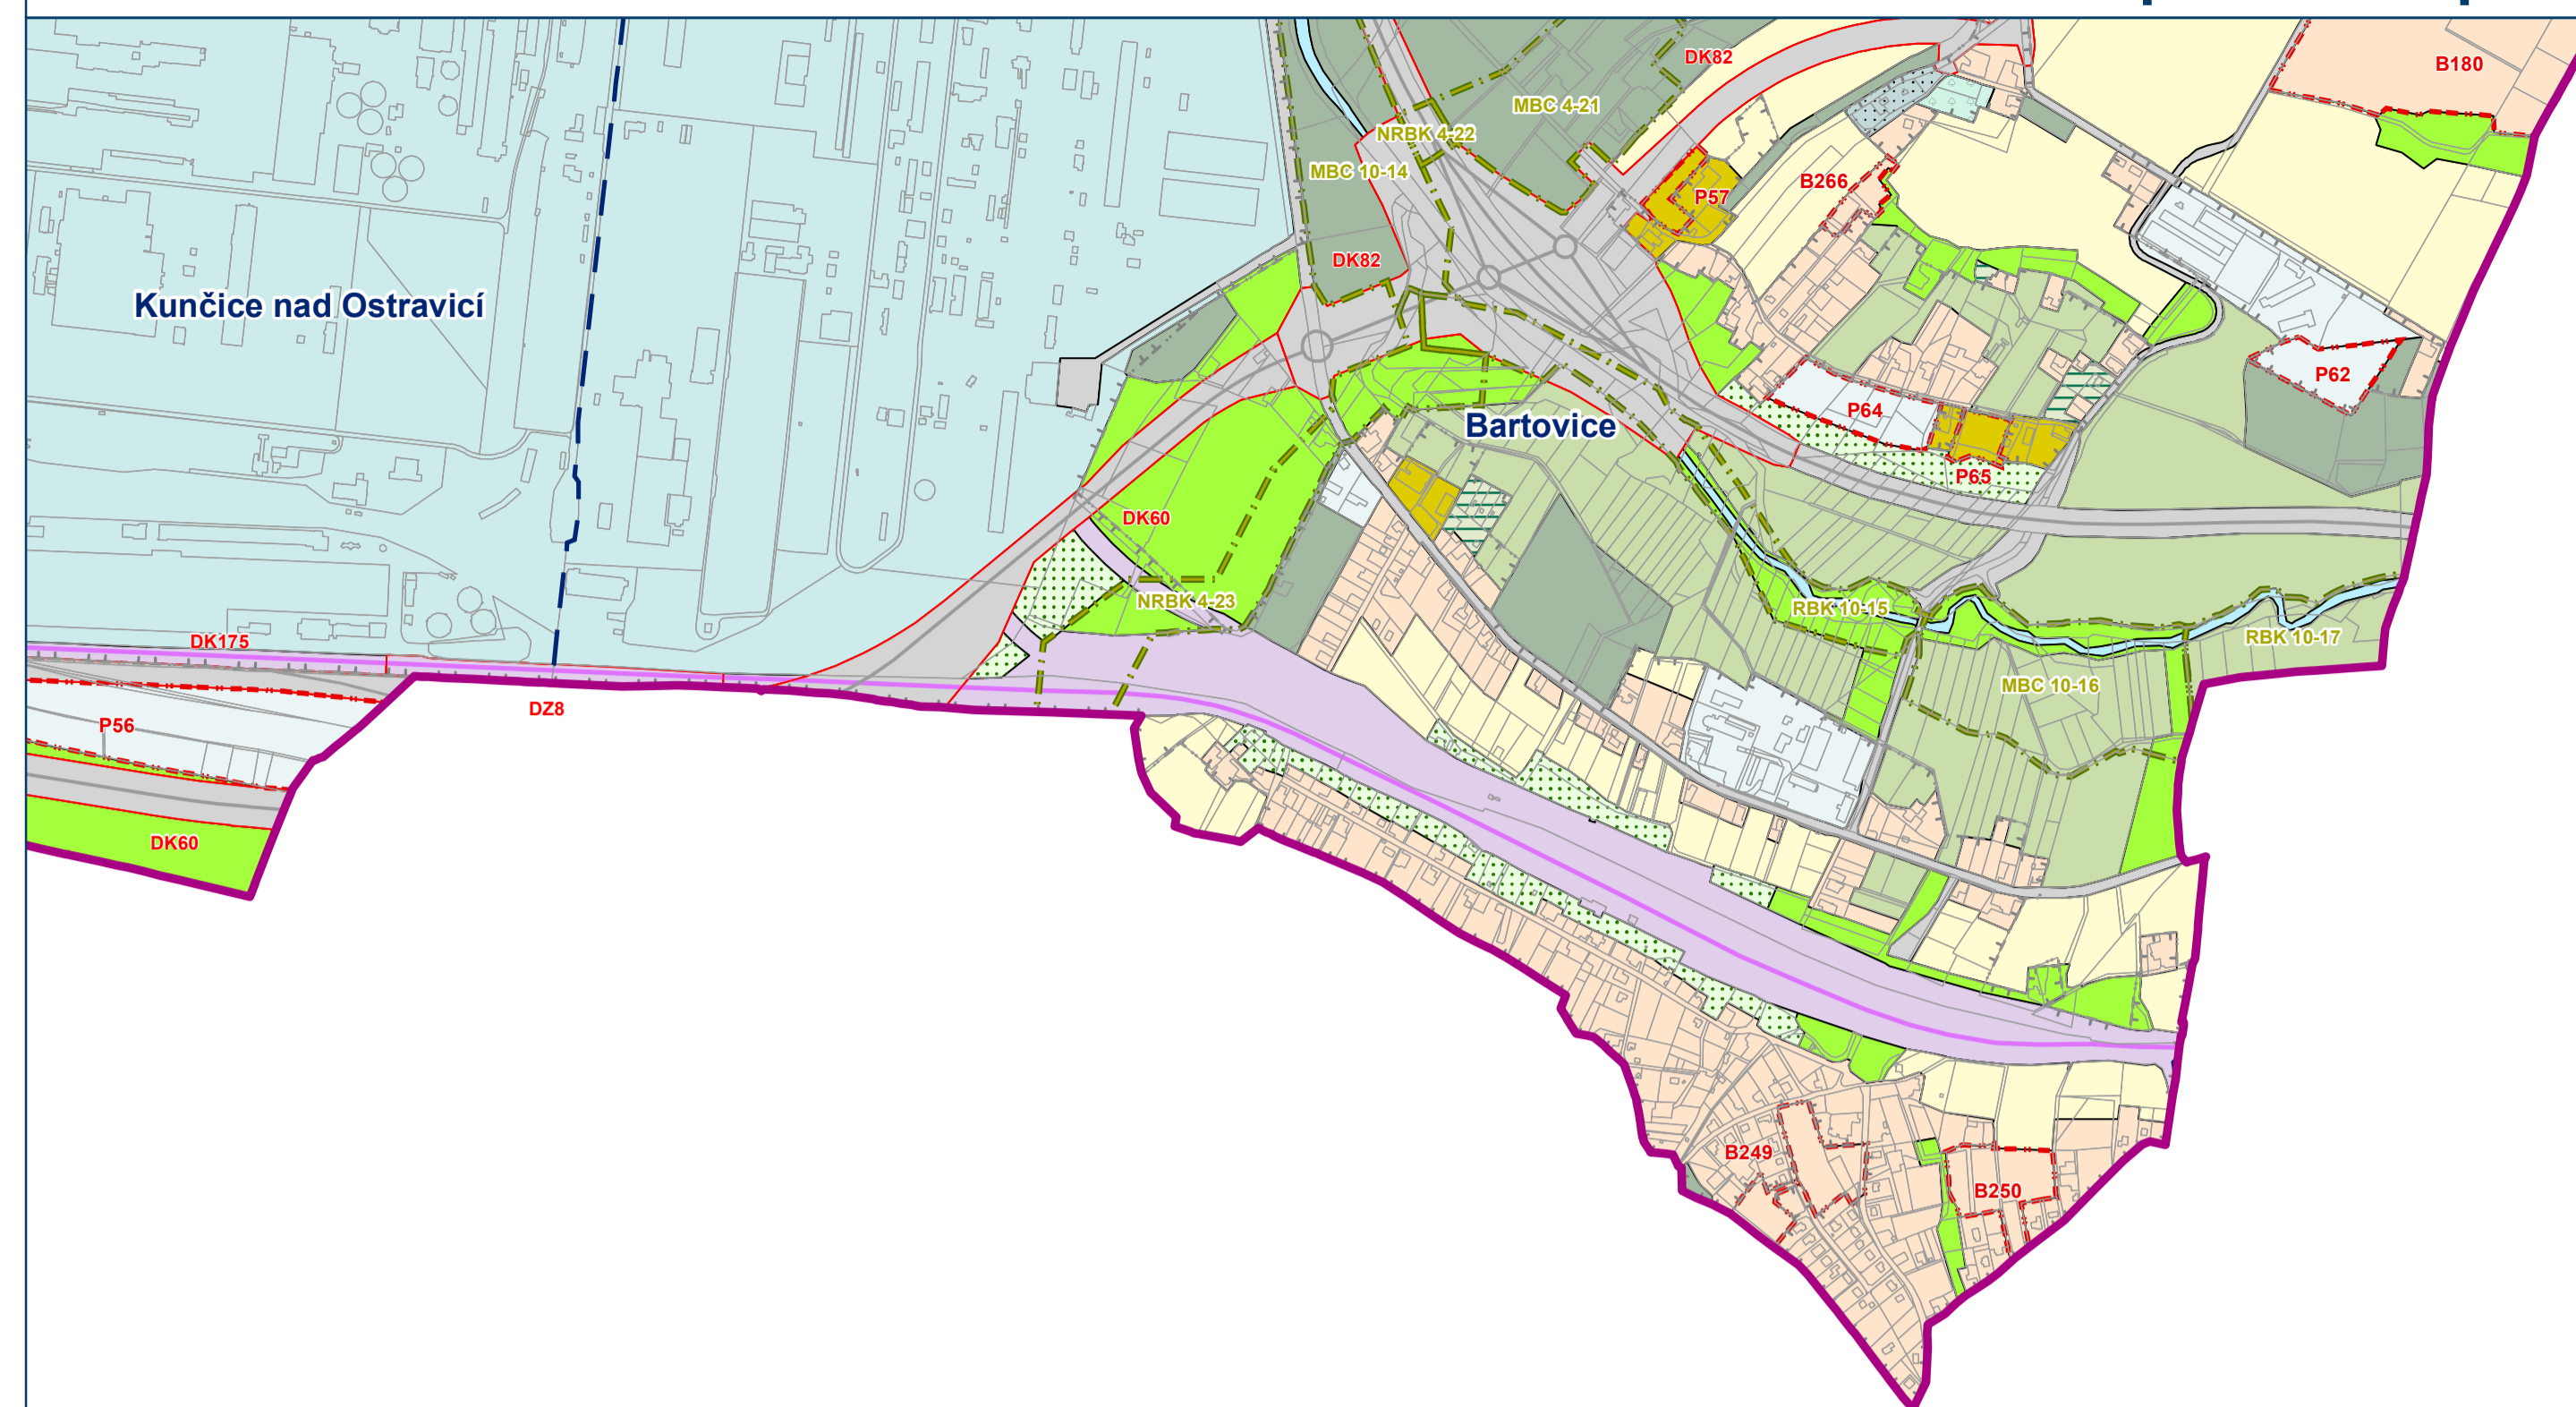 DK82
B180
MBC 4-21
NRBK 4-22
MBC 10-14
B266
P57
DK82
Kunčice nad Ostravicí
P62
P64
Bartovice
P65
DK60
NRBK 4-23
RBK 10-15
RBK 10-17
DK175
MBC 10-16
DZ8
P56
DK60
B249
B250